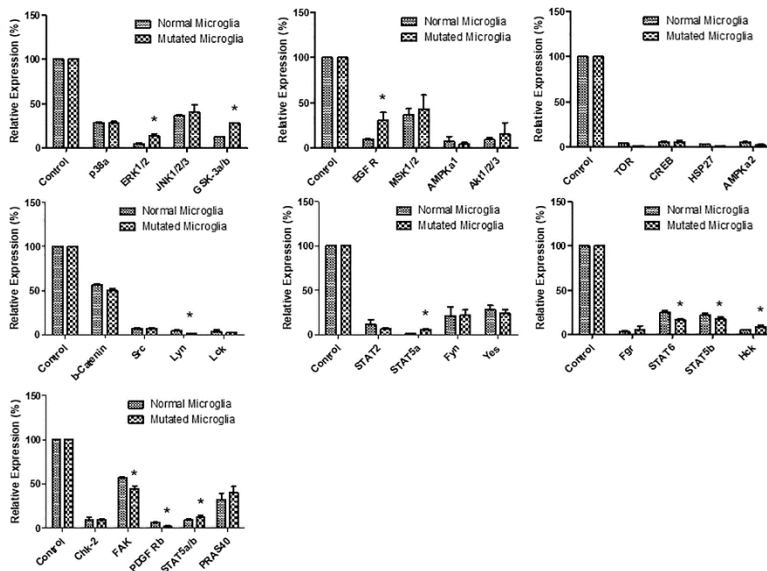 Relative Expression (%)
150
100
50
0
Normal Microglia
Mutated Microglia
*
*
Control
p38a
ERK1/2
JNK1/2/3
GSK-3a/b
Relative Expression (%)
150
100
50
0
Normal Microglia
Mutated Microglia
*
Control
EGF R
MSk1/2
AMPKa1
Akt1/2/3
Relative Expression (%)
150
100
50
0
Normal Microglia
Mutated Microglia
Control
TOR
CREB
HSP27
AMPKa2
Relative Expression (%)
150
100
50
0
Normal Microglia
Mutated Microglia
*
Control
b-Catenin
Src
Lyn
Lck
Relative Expression (%)
150
100
50
0
Normal Microglia
Mutated Microglia
*
Control
STAT2
STAT5a
Fyn
Yes
Relative Expression (%)
150
100
50
0
Normal Microglia
Mutated Microglia
*
*
*
Control
Fgr
STAT6
STAT5b
Hck
Relative Expression (%)
150
100
50
0
Normal Microglia
Mutated Microglia
*
*
*
Control
Chk-2
FAK
PDGF Rb
STAT5a/b
PRAS40